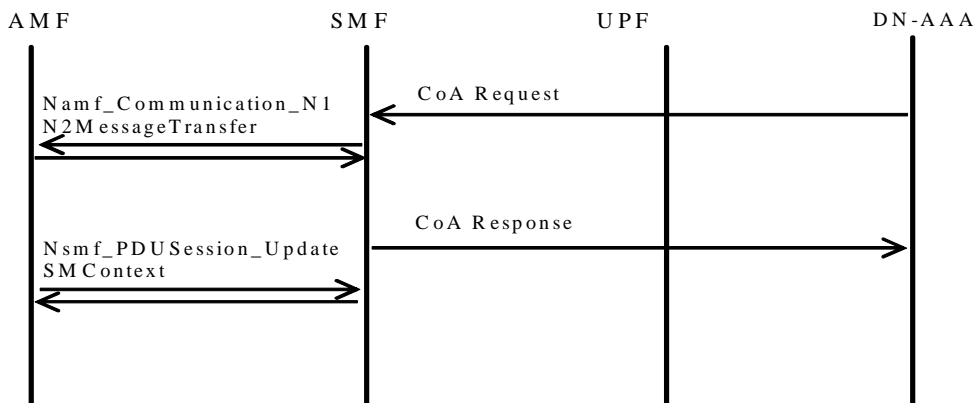 AMF SMF UPF DN-AAA
CoA Request
Namf_Communication_N1
N2MessageTransfer
CoA Response
Nsmf_PDUSession_Update
SMContext